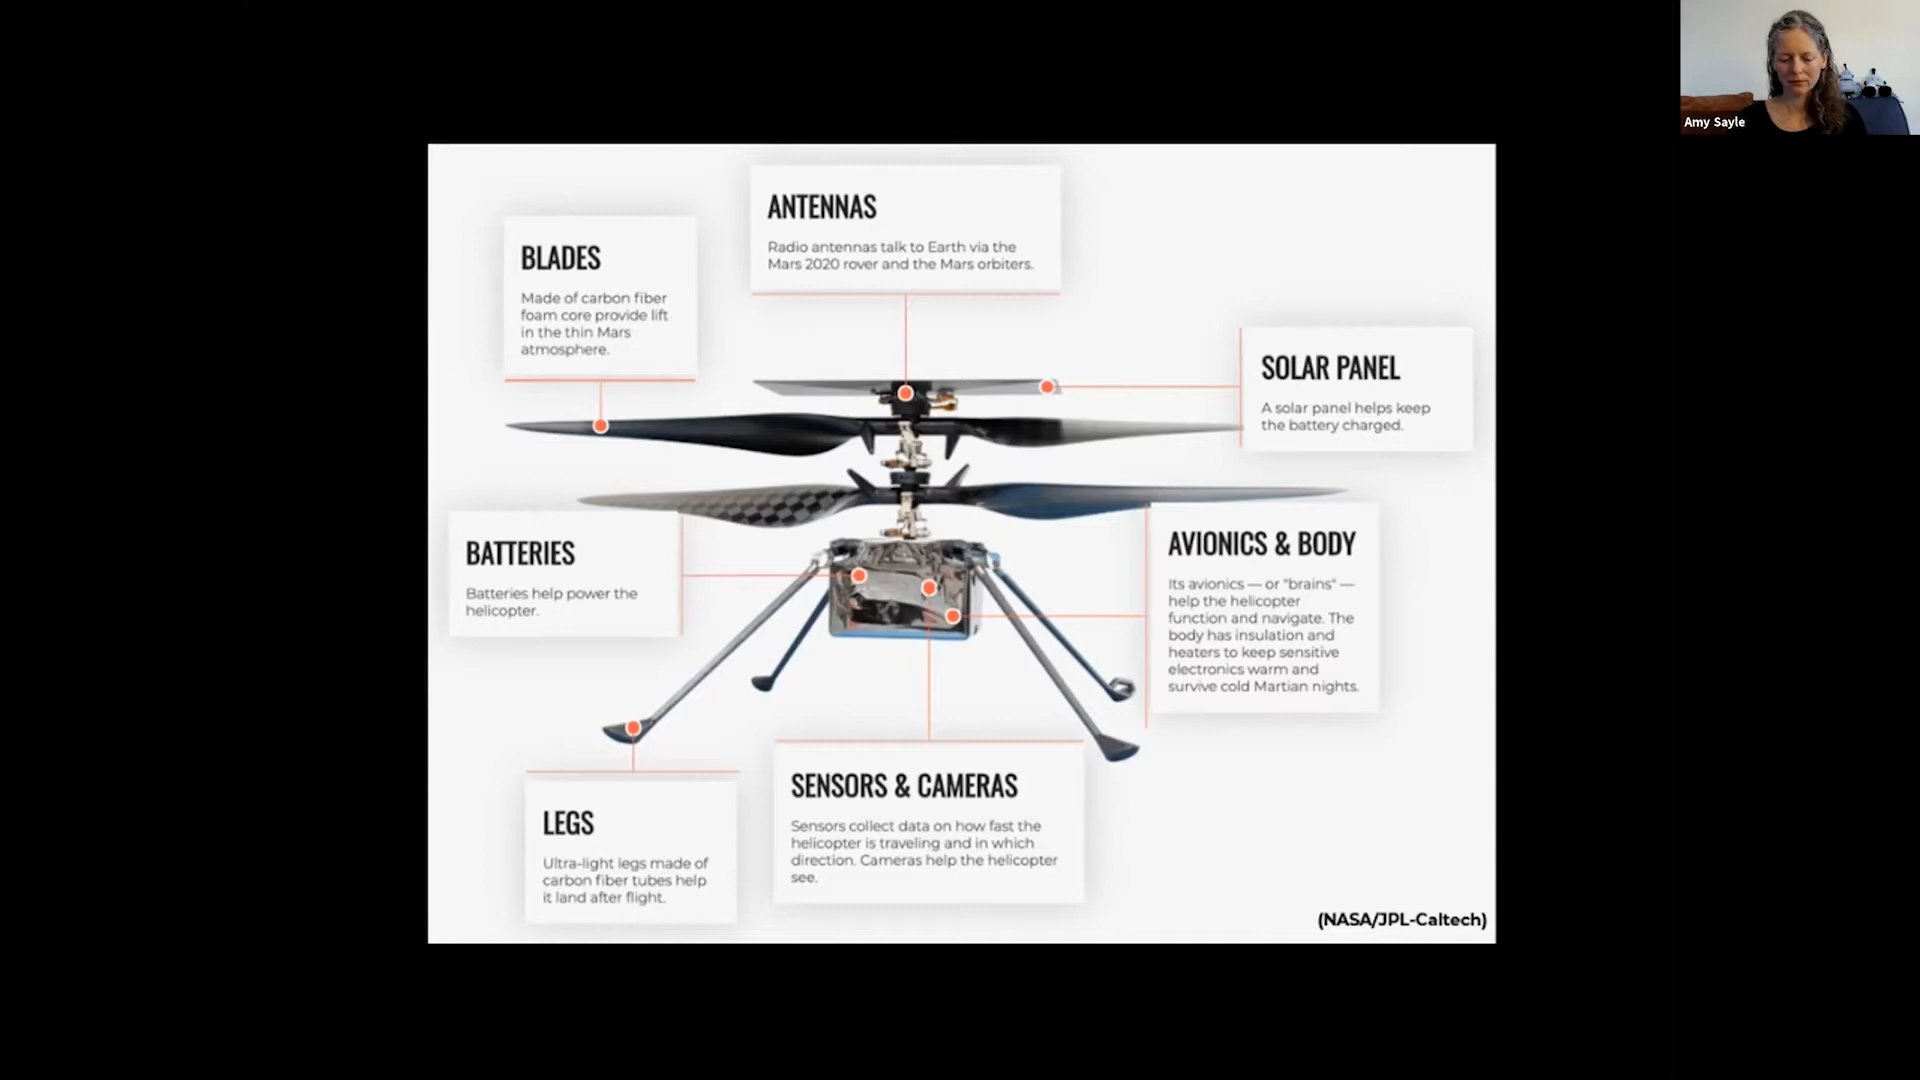 Amy Sayle
ANTENNAS
Radio antennas talk to Earth via the
Mars 2020 rover and the Mars orbiters.
BLADES
Made of carbon fiber
foam core provide lift
in the thin Mars
atmosphere.
SOLAR PANEL
A solar panel helps keep
the battery charged.
BATTERIES
Batteries help power the
helicopter.
AVIONICS & BODY
Its avionics — or "brains" —
help the helicopter
function and navigate. The
body has insulation and
heaters to keep sensitive
electronics warm and
survive cold Martian nights.
SENSORS & CAMERAS
Sensors collect data on how fast the
helicopter is traveling and in which
direction. Cameras help the helicopter
see.
LEGS
Ultra-light legs made of
carbon fiber tubes help
it land after flight.
(NASA/JPL-Caltech)